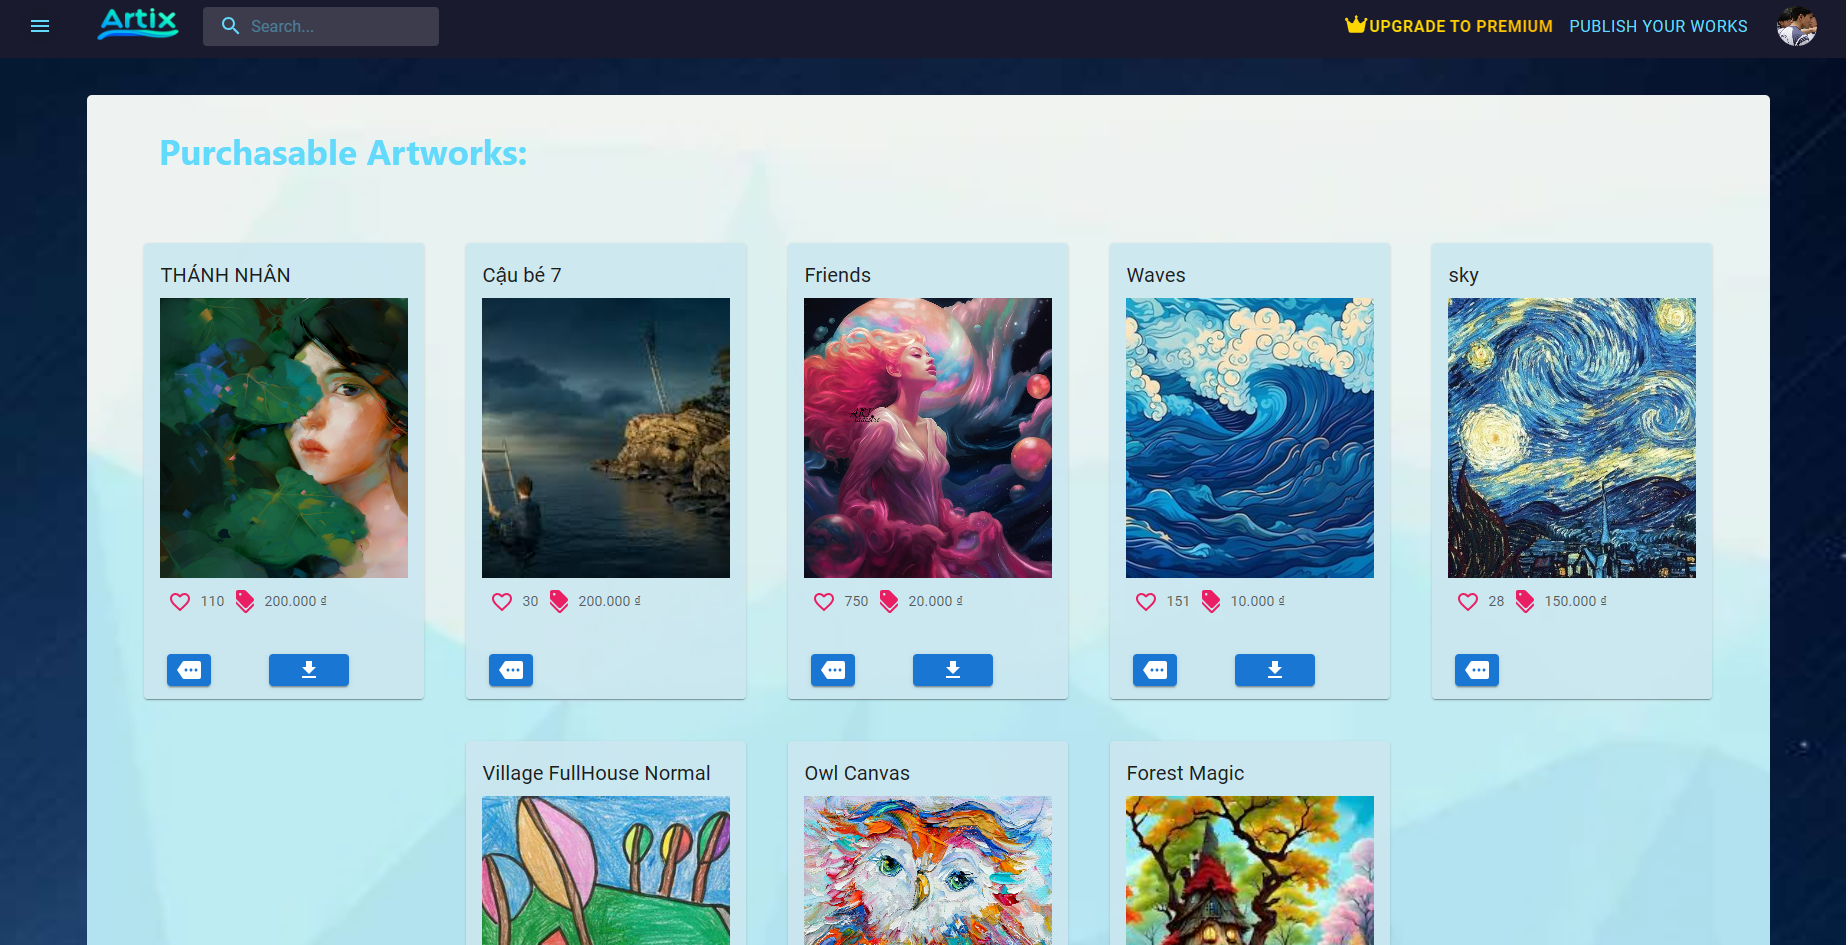 Artix
Search...
UPGRADE TO PREMIUM
PUBLISH YOUR WORKS
Purchasable Artworks:
THÁNH NHÂN
110
200.000 ₫
Cậu bé 7
30
200.000 ₫
Friends
750
20.000 ₫
Waves
151
10.000 ₫
sky
28
150.000 ₫
Village FullHouse Normal
Owl Canvas
Forest Magic